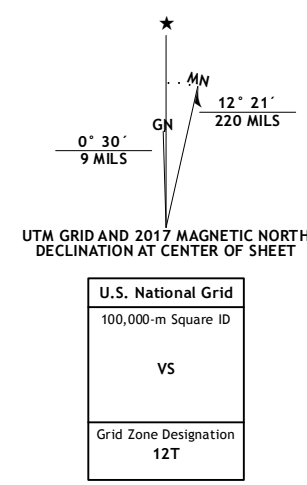 ★
MN
GN
12° 21´
220 MILS
0° 30´
9 MILS
UTM GRID AND 2017 MAGNETIC NORTH
DECLINATION AT CENTER OF SHEET
U.S. National Grid
100,000-m Square ID
VS
Grid Zone Designation
12T